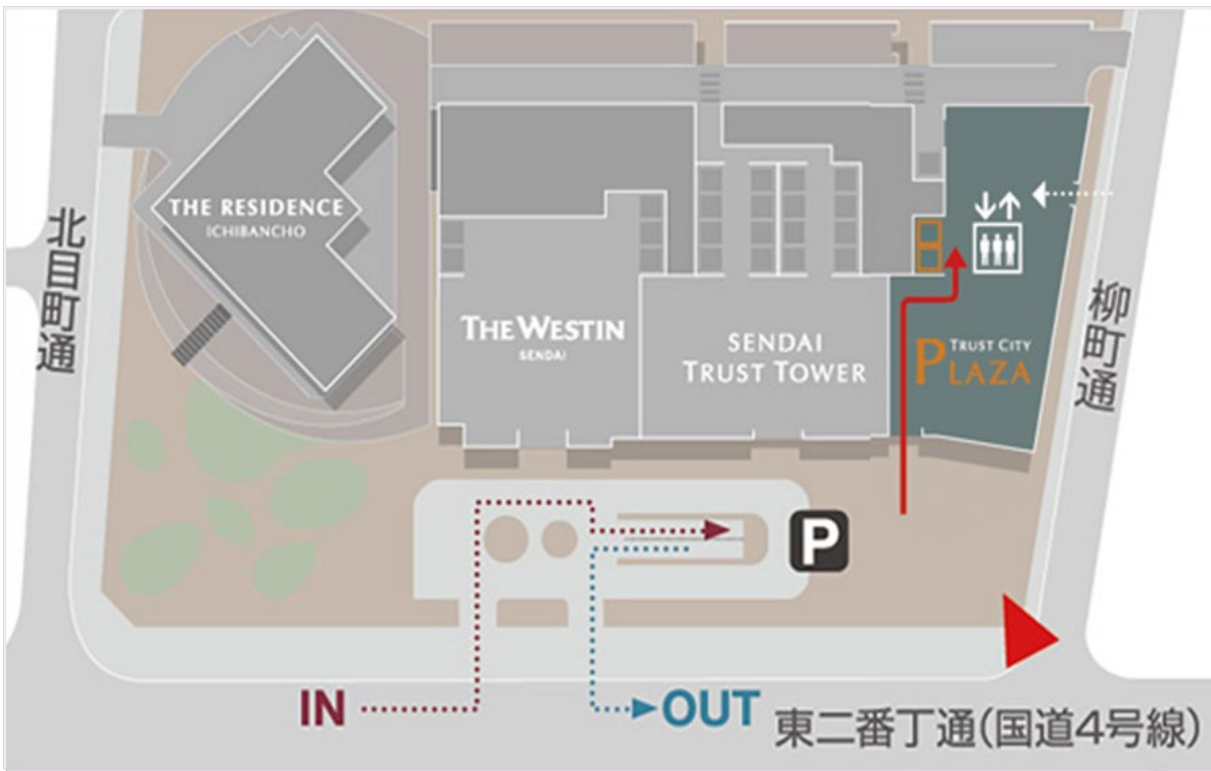 THE RESIDENCE
ICHIBANCHO
北目町通
THE WESTIN
SENDAI
SENDAI
TRUST TOWER
TRUST CITY
PLAZA
柳町通
P
IN
OUT
東二番丁通(国道4号線)